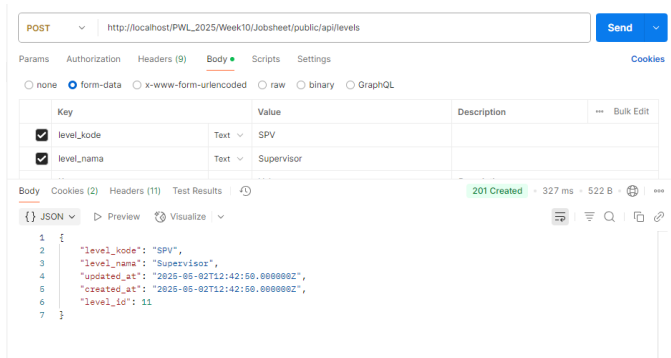 POST http://localhost/PWL_2025/Week10/Jobsheet/public/api/levels Send
Params Authorization Headers (9) Body Scripts Settings Cookies
none form-data x-www-form-urlencoded raw binary GraphQL
Key Value Description Bulk Edit
level_kode Text SPV
level_nama Text Supervisor
Body Cookies (2) Headers (11) Test Results 201 Created 327 ms 522 B
{} JSON Preview Visualize
1 {
2 "level_kode": "SPV",
3 "level_nama": "Supervisor",
4 "updated_at": "2025-05-02T12:42:50.000000Z",
5 "created_at": "2025-05-02T12:42:50.000000Z",
6 "level_id": 11
7 }